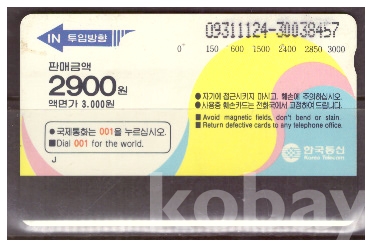 IN 투입방향
09311124-30038457
0° 150 600 1500 2400 2850 3000
판매금액
2900원
액면가 3.000원
● 자기에 접근시키지 마시고, 훼손에 주의하십시오.
● 사용중 훼손카드는 전화국에서 교정하여 드립니다.
■ Avoid magnetic fields, don't bend or stain.
■ Return defective cards to any telephone office.
● 국제통화는 001을 누르십시오.
■ Dial 001 for the world.
J
한국통신
Korea Telecom
kobay